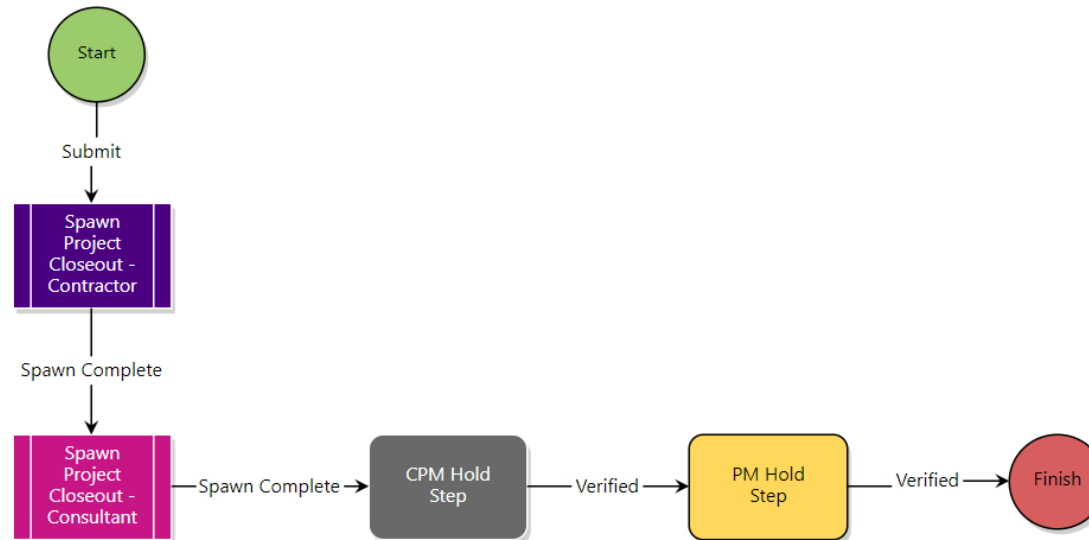 Start
Submit
Spawn
Project
Closeout -
Contractor
Spawn Complete
Spawn
Project
Closeout -
Consultant
Spawn Complete
CPM Hold
Step
Verified
PM Hold
Step
Verified
Finish